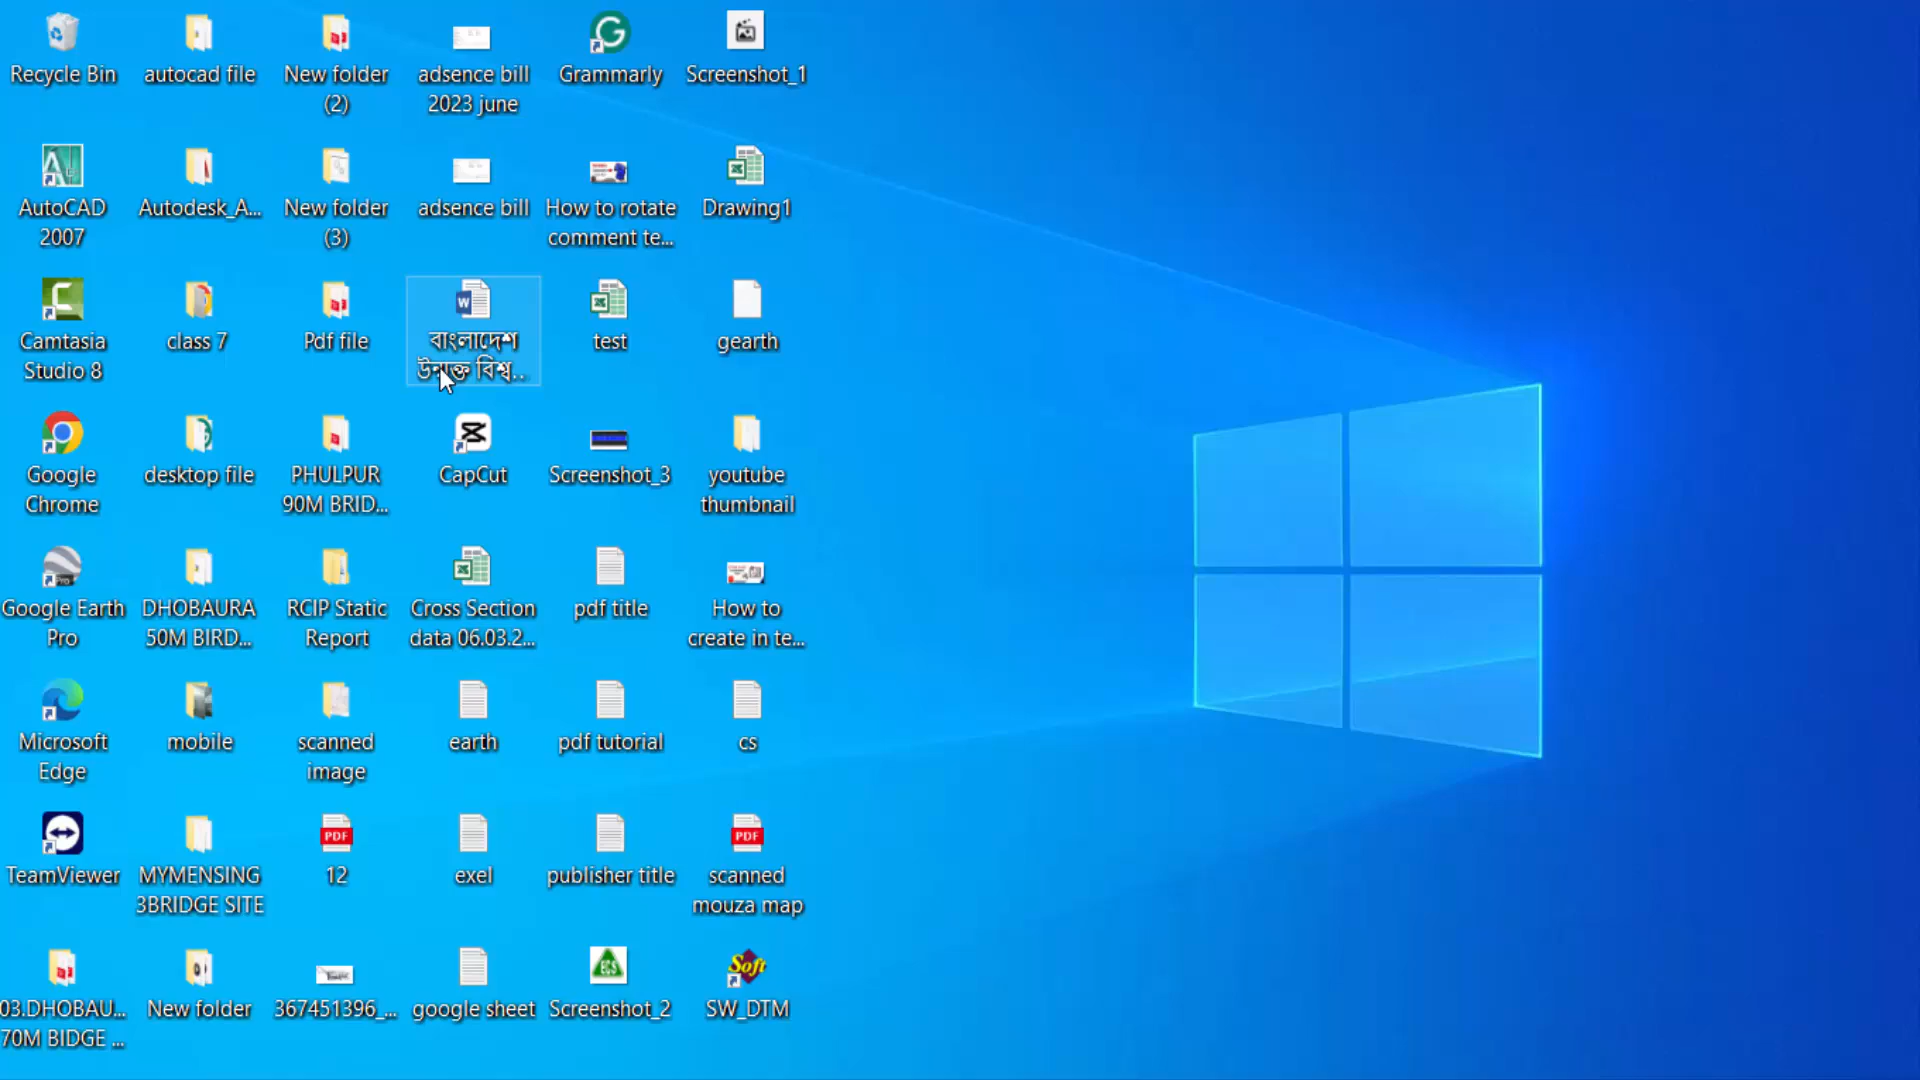 Recycle Bin
autocad file
New folder
(2)
adsence bill
2023 june
Grammarly
Screenshot_1
AutoCAD
2007
Autodesk_A...
New folder
(3)
adsence bill
How to rotate
comment te...
Drawing1
Camtasia
Studio 8
class 7
Pdf file
বাংলাদেশ
উন্মুক্ত বিশ্ব...
test
gearth
Google
Chrome
desktop file
PHULPUR
90M BRID...
CapCut
Screenshot_3
youtube
thumbnail
Google Earth
Pro
DHOBAURA
50M BIRD...
RCIP Static
Report
Cross Section
data 06.03.2...
pdf title
How to
create in te...
Microsoft
Edge
mobile
scanned
image
earth
pdf tutorial
cs
TeamViewer
MYMENSING
3BRIDGE SITE
PDF
12
exel
publisher title
PDF
scanned
mouza map
03.DHOBAU...
70M BIDGE ...
New folder
367451396_...
google sheet
ECS
Screenshot_2
Soft
SW_DTM